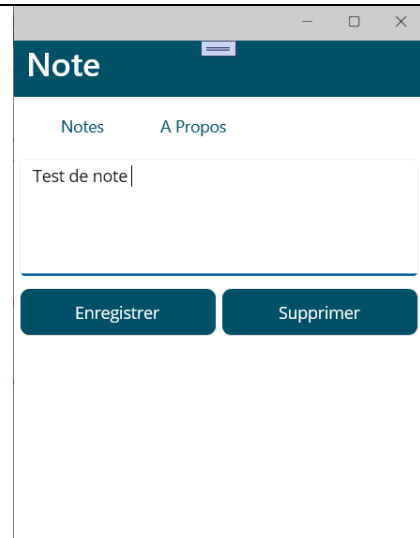 Note
Notes A Propos
Test de note
Enregistrer Supprimer